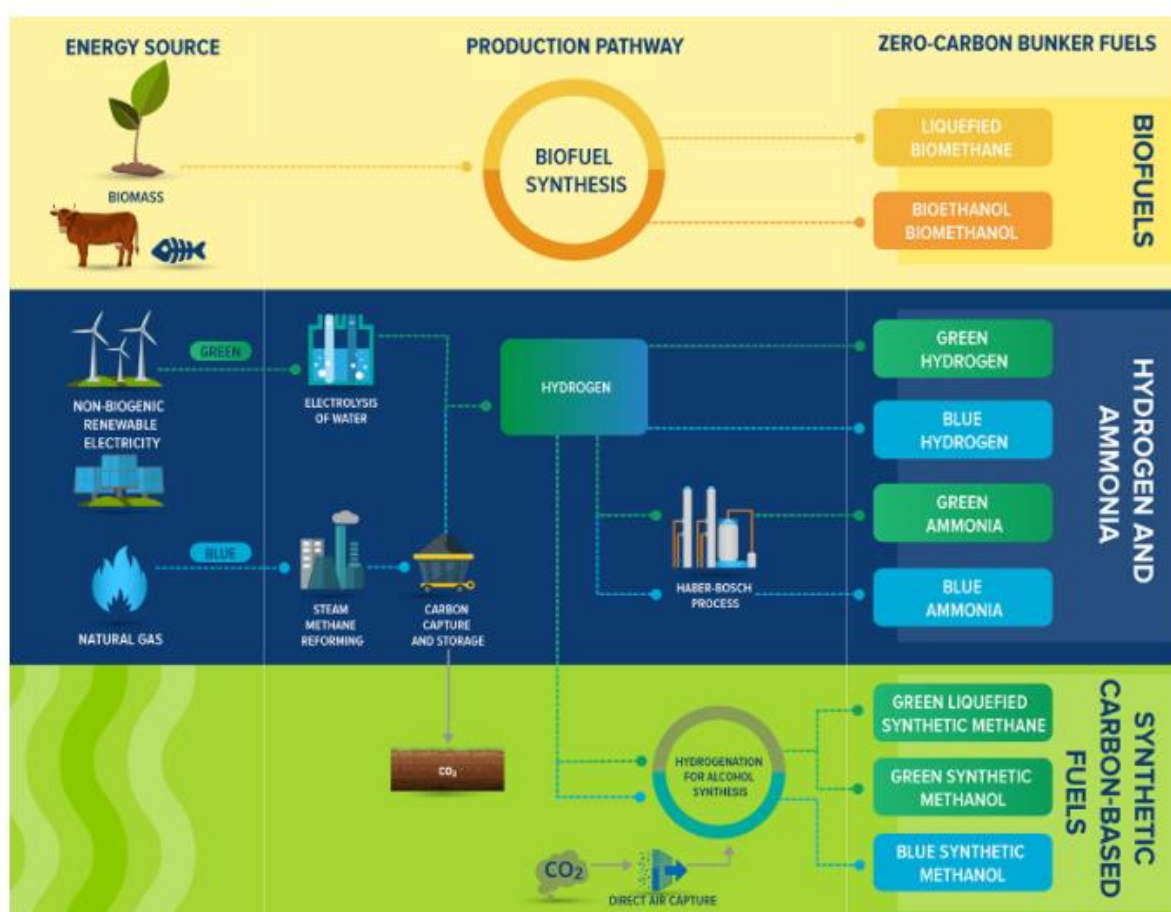 ENERGY SOURCE
PRODUCTION PATHWAY
ZERO-CARBON BUNKER FUELS
BIOMASS
BIOFUEL
SYNTHESIS
LIQUEFIED
BIOMETHANE
BIOETHANOL
BIOMETHANOL
BIOFUELS
NON-BIOGENIC
RENEWABLE
ELECTRICITY
GREEN
ELECTROLYSIS
OF WATER
HYDROGEN
GREEN
HYDROGEN
BLUE
HYDROGEN
GREEN
AMMONIA
BLUE
AMMONIA
HYDROGEN AND
AMMONIA
NATURAL GAS
BLUE
STEAM
METHANE
REFORMING
CARBON
CAPTURE
AND STORAGE
HABER-BOSCH
PROCESS
CO₂
HYDROGENATION
FOR ALCOHOL
SYNTHESIS
CO₂
DIRECT AIR CAPTURE
GREEN LIQUEFIED
SYNTHETIC METHANE
GREEN SYNTHETIC
METHANOL
BLUE SYNTHETIC
METHANOL
SYNTHETIC
CARBON-BASED
FUELS